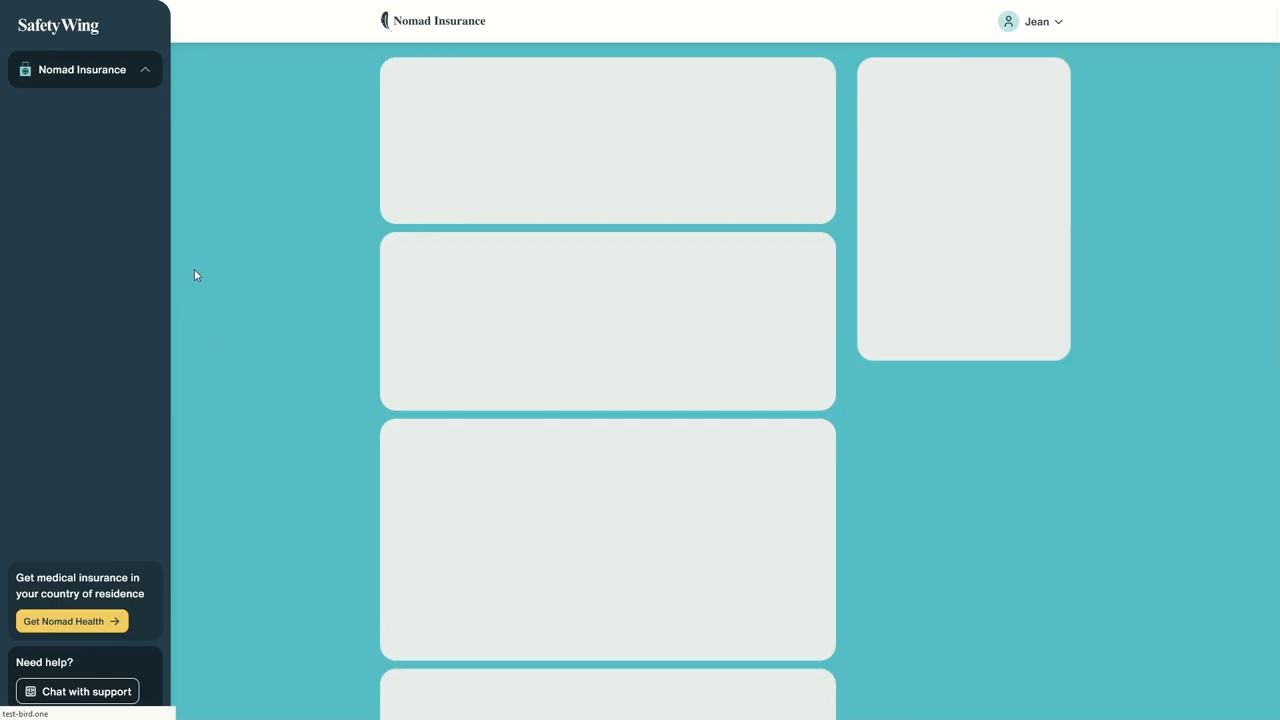 SafetyWing
Nomad Insurance
Jean
Nomad Insurance
Get medical insurance in
your country of residence
Get Nomad Health
Need help?
Chat with support
test-bird.one